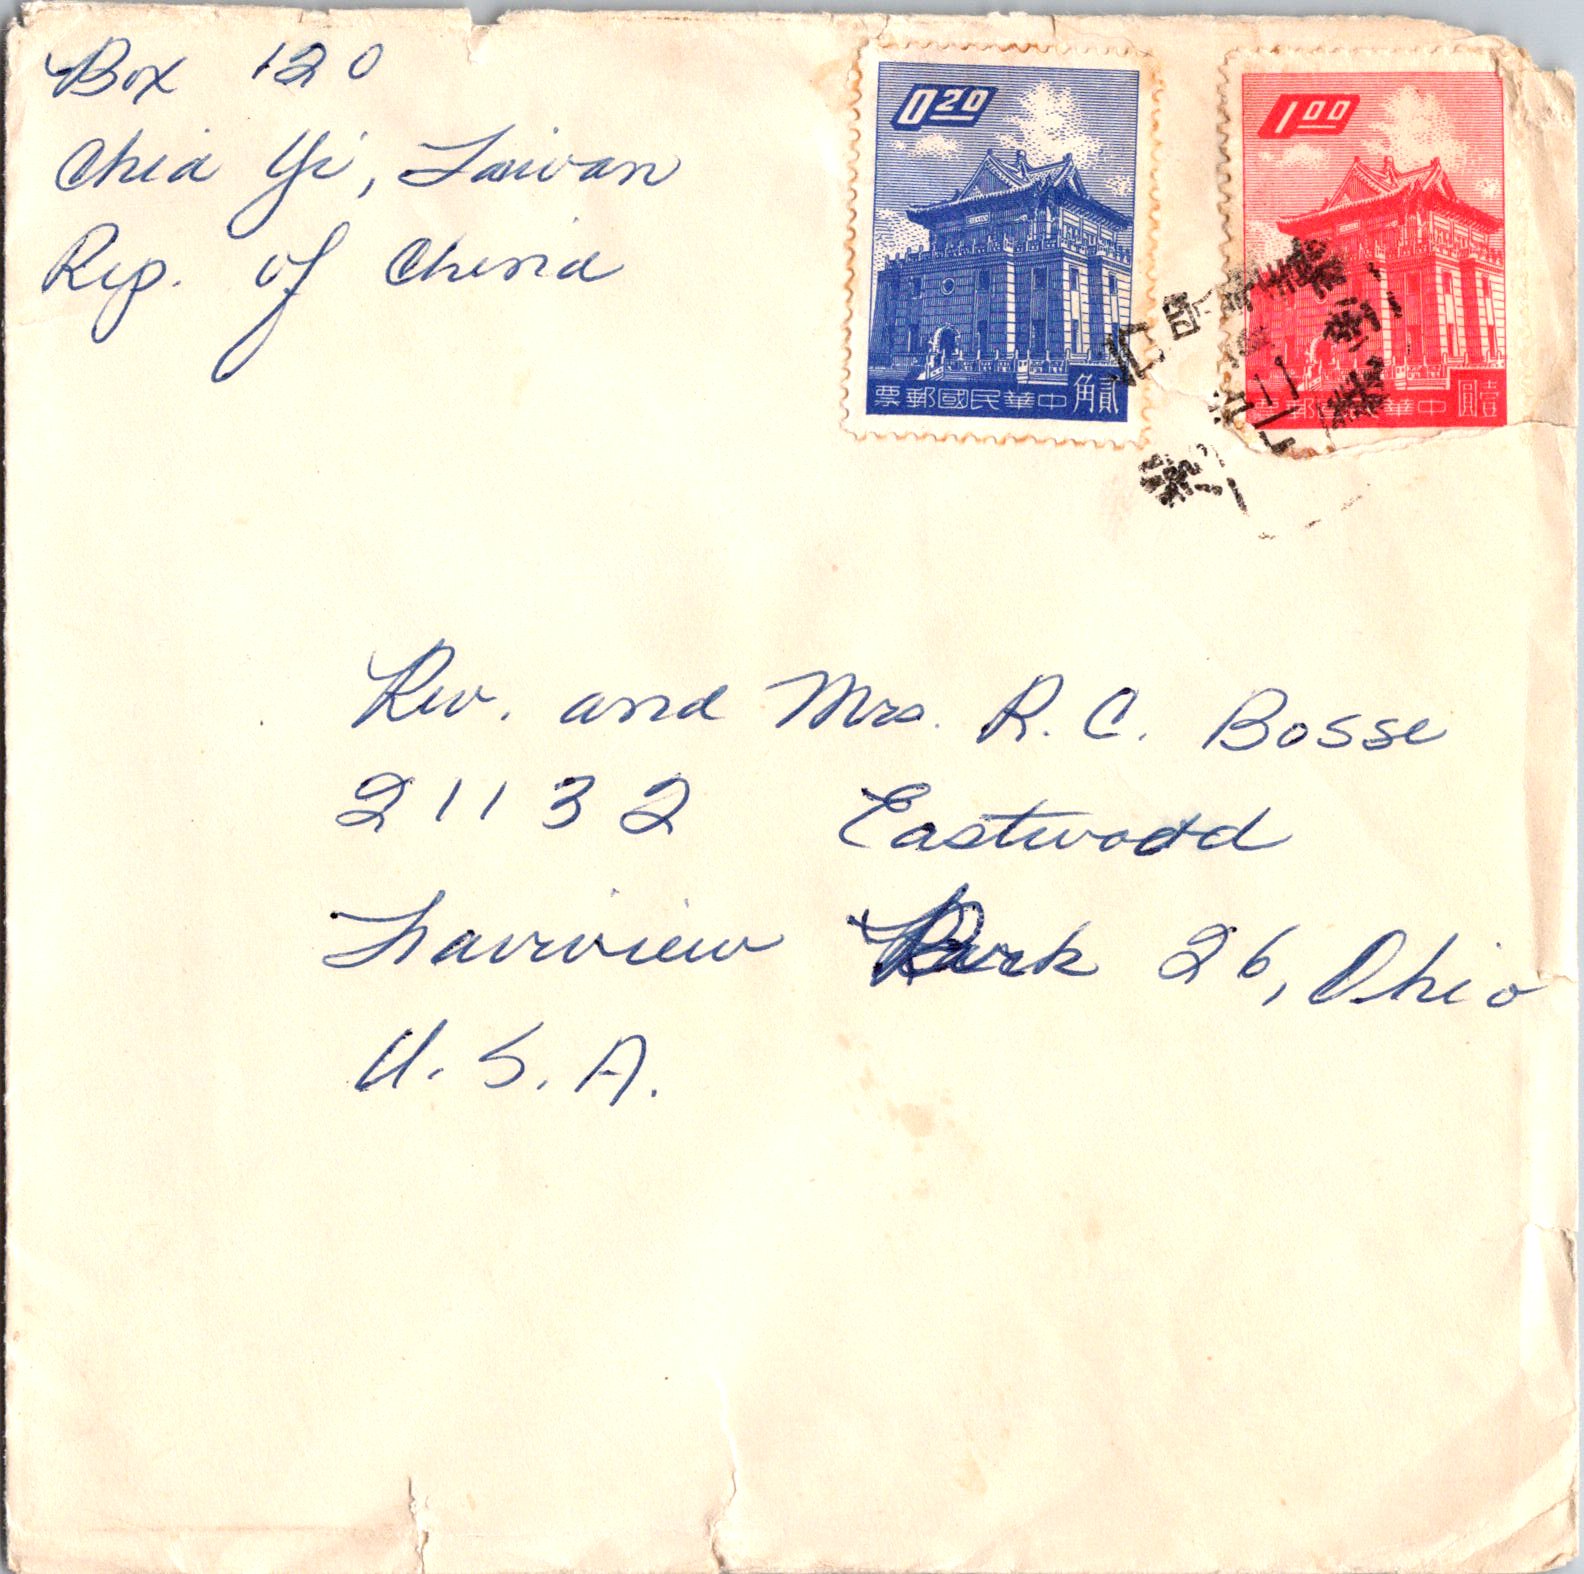 Box 120
Chia Yi, Taiwan
Rep. of China
0.20
貳角 中華民國郵票
1.00
壹圓 中華民國郵票
Rev. and Mrs. R. C. Bosse
21132 Eastwood
Fairview Park 26, Ohio
U. S. A.